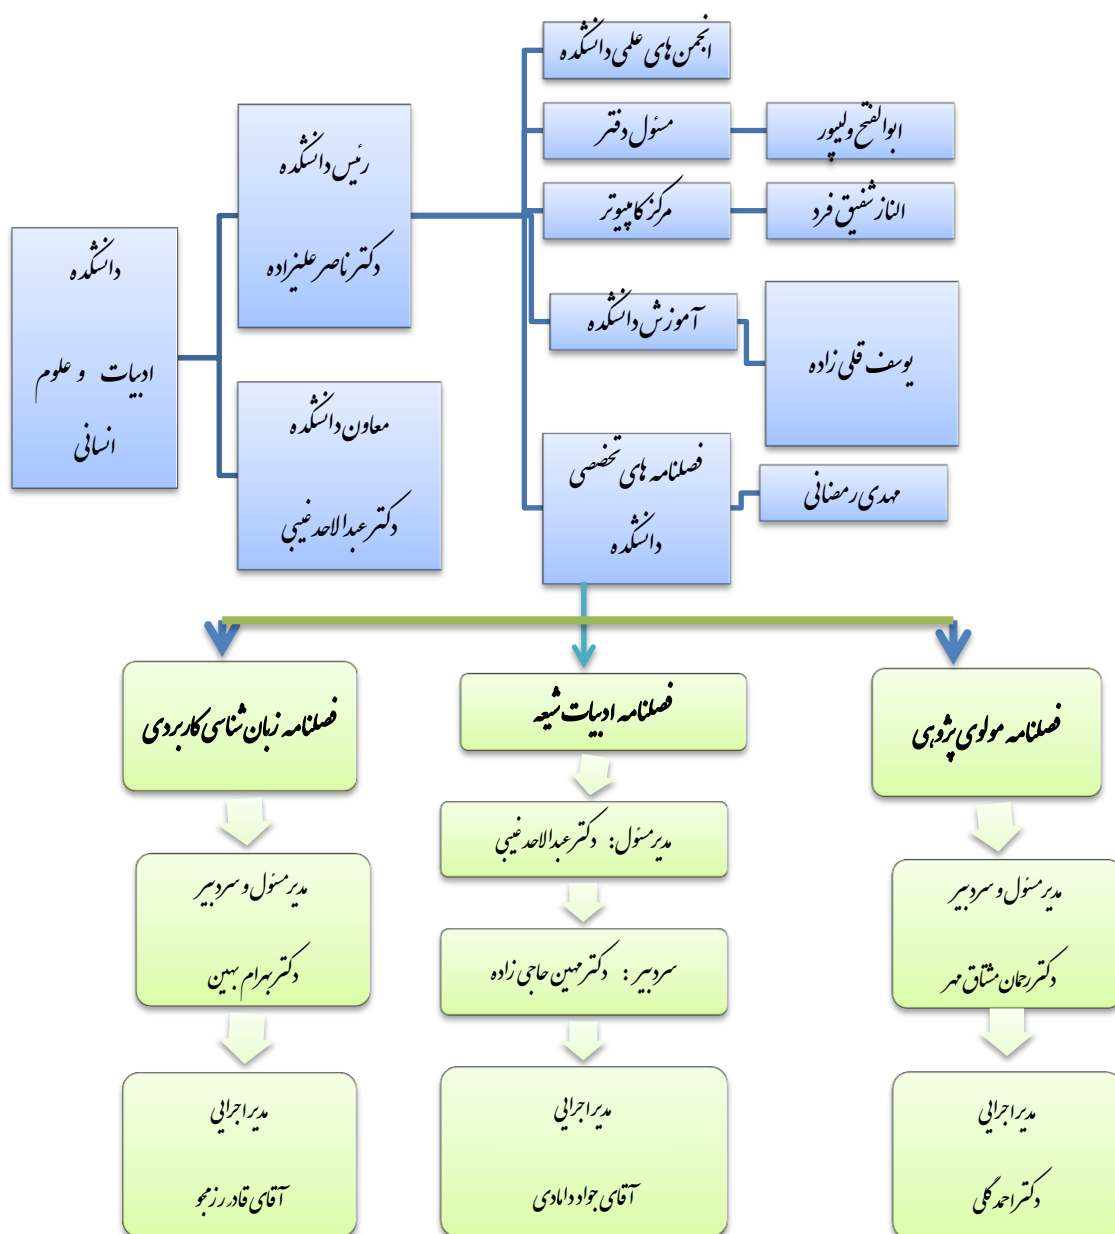 انجمن های علمی دانشکده
مسئول دفتر
ابوالفتح ولیپور
رئیس دانشکده
دکتر ناصر علیزاده
مرکز کامپیوتر
الناز شفیق فرد
دانشکده
ادبیات و علوم
انسانی
آموزش دانشکده
یوسف قلی زاده
معاون دانشکده
دکتر عبدالاحد غیبی
فصلنامه های تخصصی
دانشکده
مهدی رمضانی
فصلنامه مولوی پژوهی
مدیر مسئول و سردبیر
دکتر رحمان مشتاق مهر
مدیر اجرایی
دکتر احمد گلی
فصلنامه ادبیات شیعه
مدیر مسئول: دکتر عبدالاحد غیبی
سردبیر : دکتر مهین حاجی زاده
مدیر اجرایی
آقای جواد دامادی
فصلنامه زبان شناسی کاربردی
مدیر مسئول و سردبیر
دکتر بهرام بهین
مدیر اجرایی
آقای قادر رزمجو